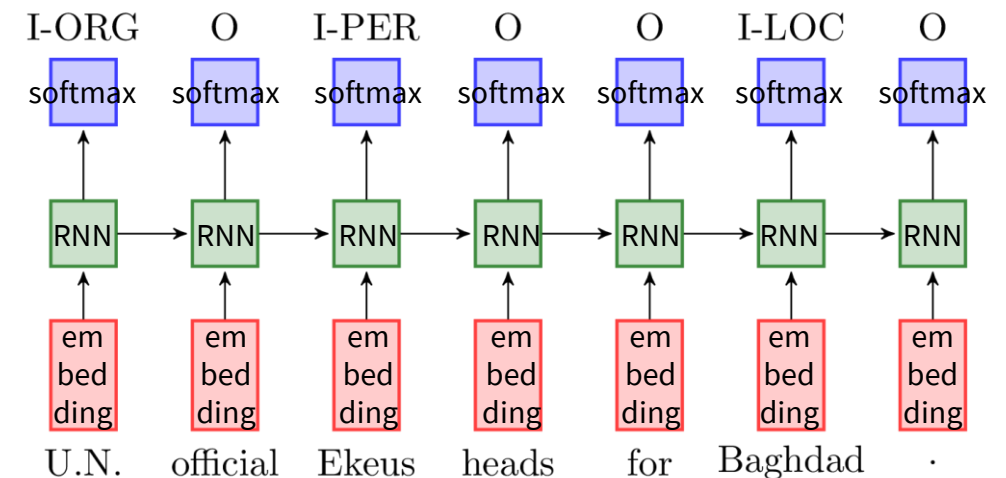 I-ORG O I-PER O O I-LOC O
softmax softmax softmax softmax softmax softmax softmax
RNN RNN RNN RNN RNN RNN RNN
em em em em em em em
bed bed bed bed bed bed bed
ding ding ding ding ding ding ding
U.N. official Ekeus heads for Baghdad .